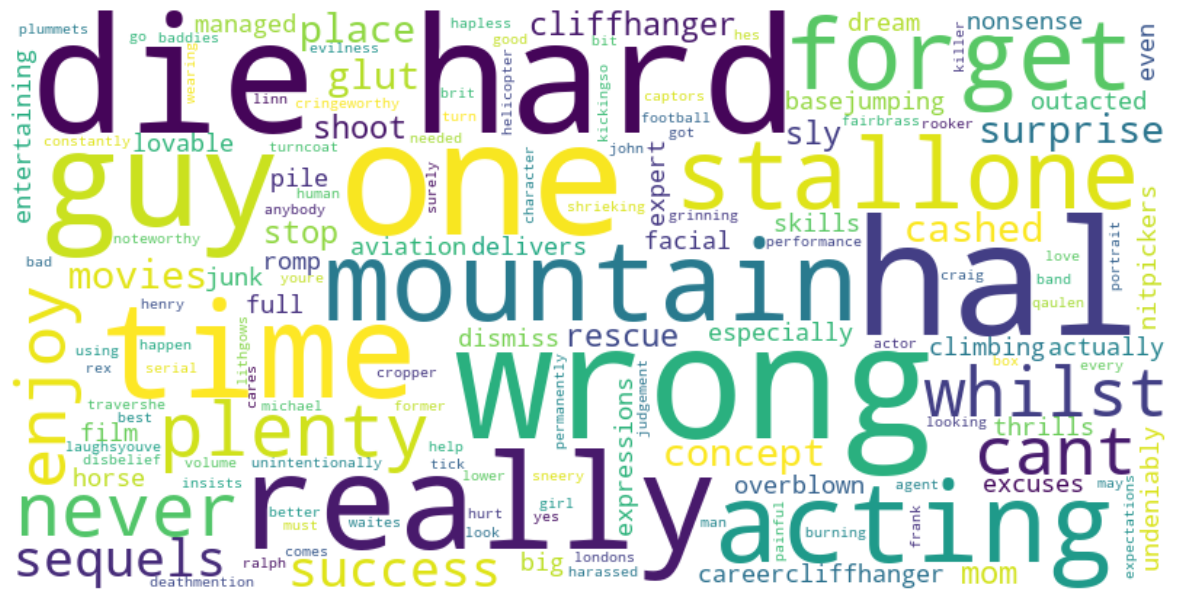 plummets go baddies managed place hapless good cliffhanger bit hes dream nonsense
die hard forget
entertaining wearing evilness glut linn cringeworthy brit turn helicopter kickingso captors football killer even
basejumping outacted
constantly lovable shoot turncoat needed got john sly fairbrass rooker surprise
guy one stallone
pile human anybody surely character shrieking expert grinning skills cashed nitpickers
noteworthy stop aviation delivers facial performance portrait
bad movies junk romp youre mountain hal craig love band qaulen
henry full
enjoy time happen using rex serial lithgows cares cropper dismiss rescue especially actor climbing actually box every
wrong whilst
travershe best michael former permanently judgement looking thrills
film plenty laughsyouve disbelief volume unintentionally help tick expressions concept cant
horse insists lower sneery girl overblown agent excuses may undeniably
never really better must waites hurt look yes man acting painful burning frank expectations
sequels comes ralph success big londons harassed careercliffhanger mom
deathmention